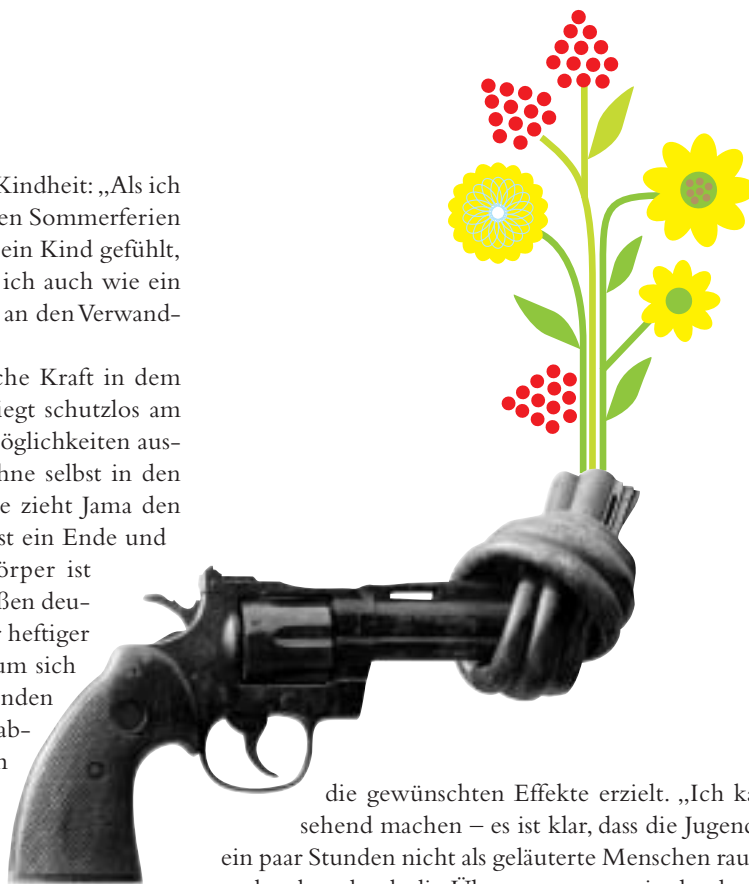 Kindheit: „Als ich
en Sommerferien
ein Kind gefühlt,
ich auch wie ein
an den Verwand-
che Kraft in dem
iegt schutzlos am
öglichkeiten aus-
hne selbst in den
e zieht Jama den
st ein Ende und
örper ist
ßen deu-
heftiger
um sich
nden
ab-
die gewünschten Effekte erzielt. „Ich ka
sehend machen – es ist klar, dass die Jugend
ein paar Stunden nicht als geläuterte Menschen rau